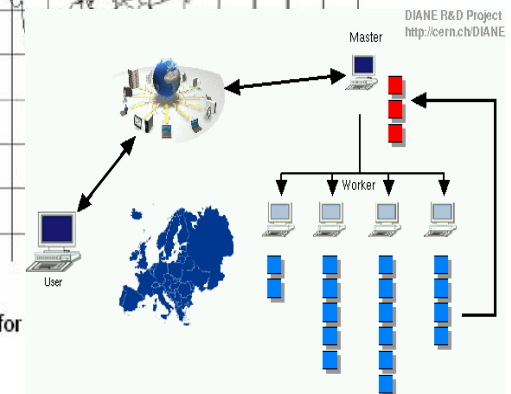 DIANE R&D Project
http://cern.ch/DIANE
Master
Worker
User
for